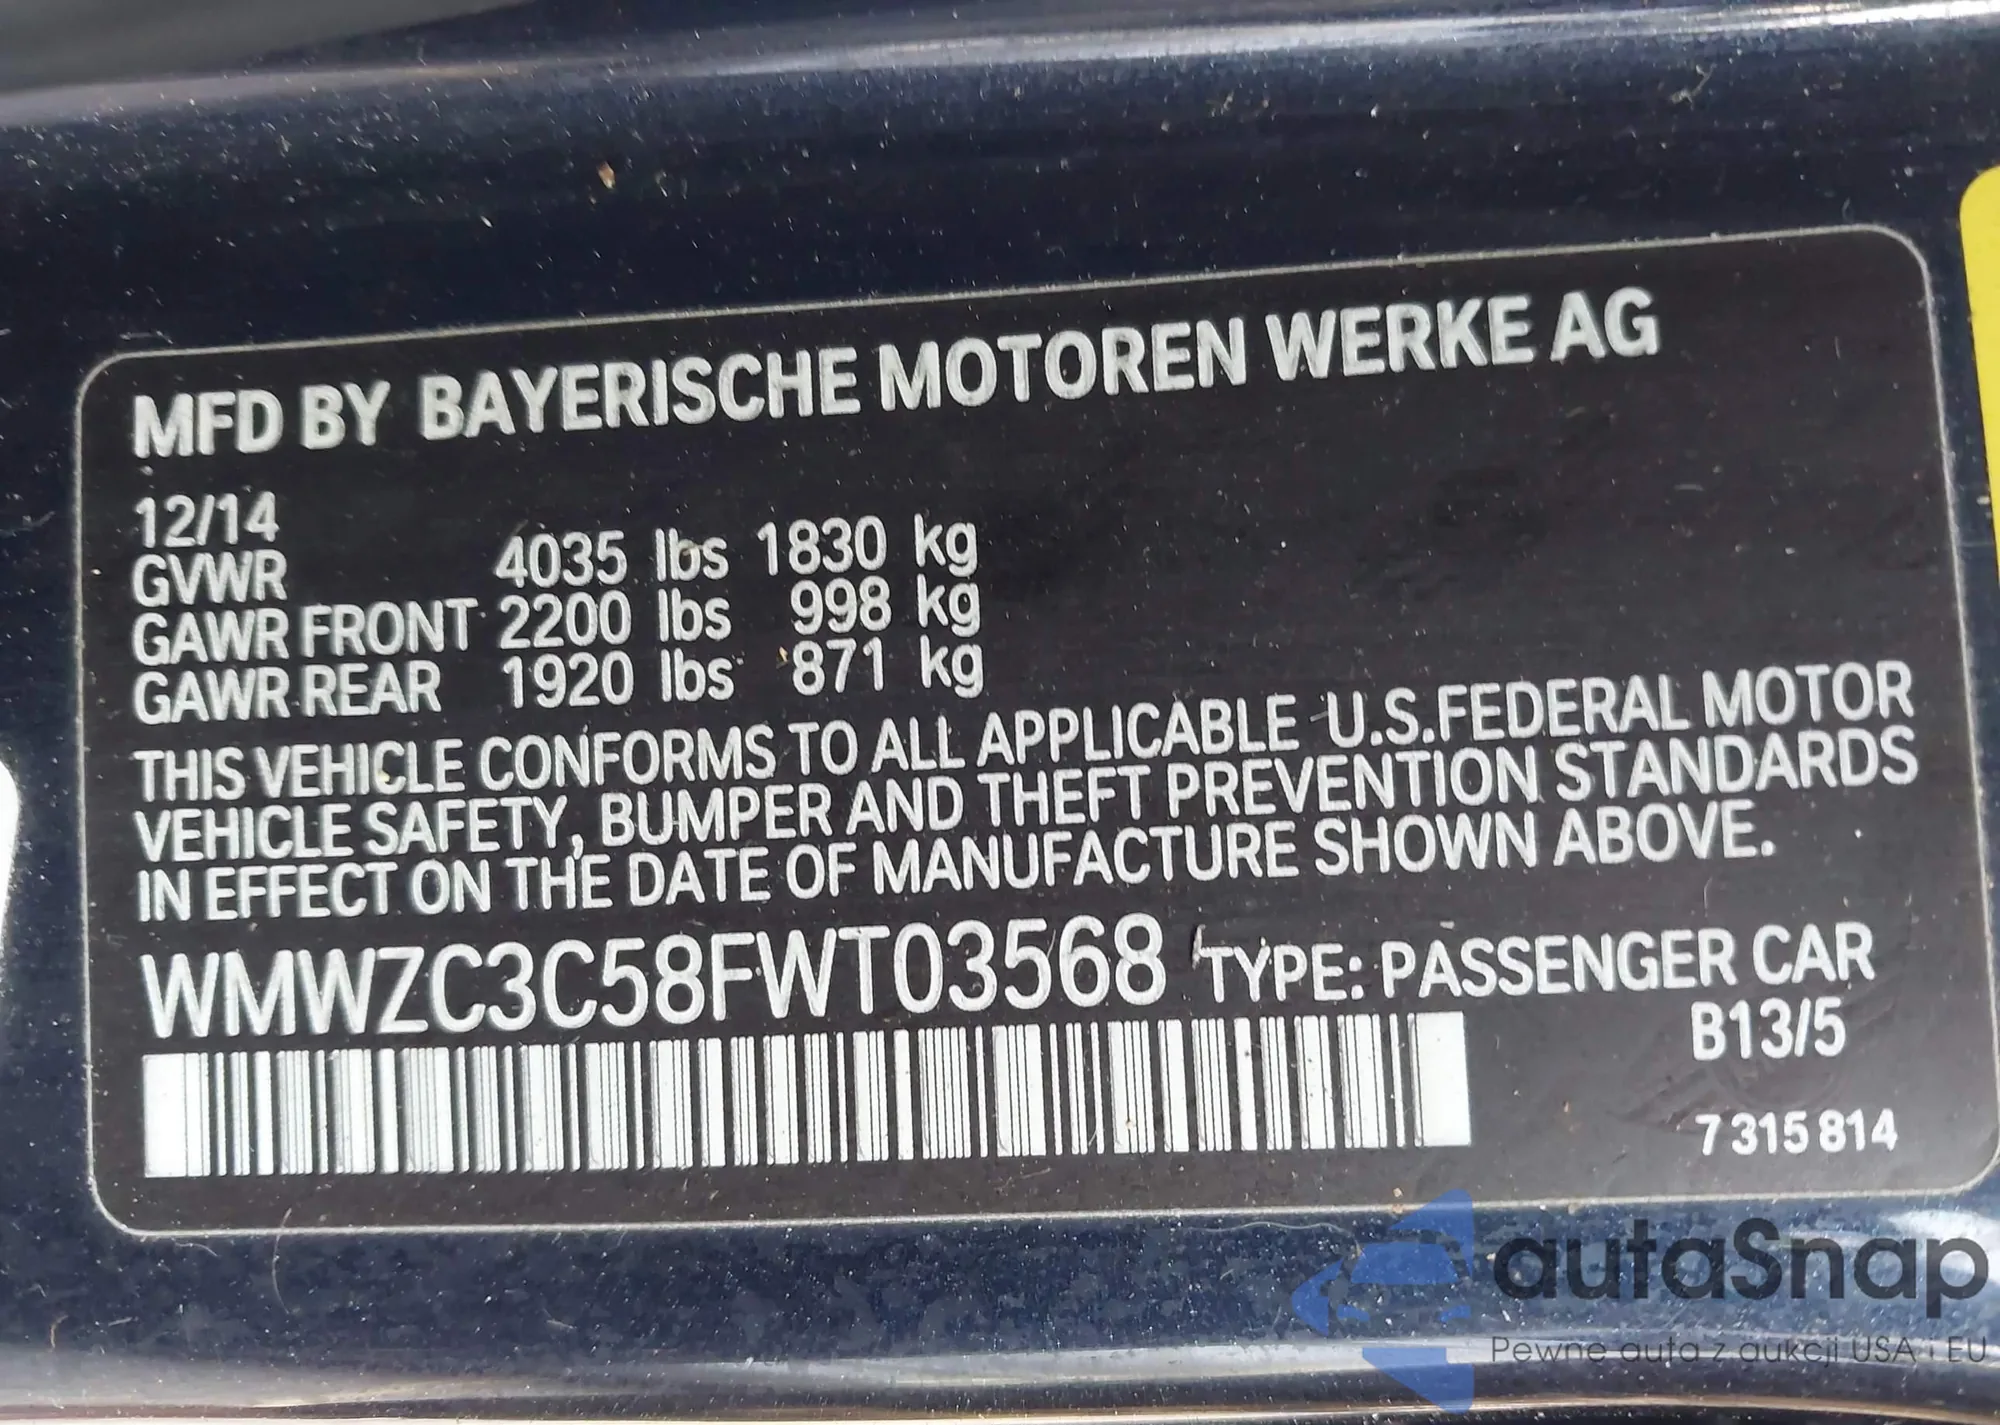 MFD BY BAYERISCHE MOTOREN WERKE AG
12/14
GVWR 4035 lbs 1830 kg
GAWR FRONT 2200 lbs 998 kg
GAWR REAR 1920 lbs 871 kg
THIS VEHICLE CONFORMS TO ALL APPLICABLE U.S.FEDERAL MOTOR
VEHICLE SAFETY, BUMPER AND THEFT PREVENTION STANDARDS
IN EFFECT ON THE DATE OF MANUFACTURE SHOWN ABOVE.
WMWZC3C58FWT03568 TYPE: PASSENGER CAR
B13/5
7 315 814
autaSnap
Pewne auta z aukcji USA i EU